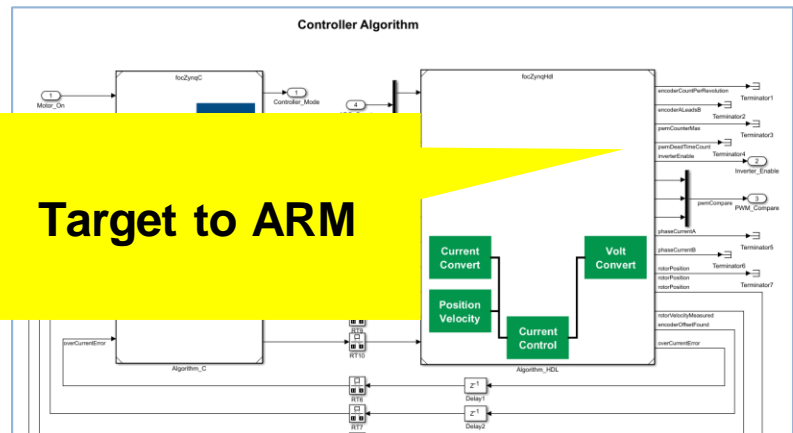 Controller Algorithm
focZynqC
focZynqHdl
1
Motor_On
1
Controller_Mode
4
encoderCountPerRevolution
Terminator1
encoderALeadsB
Terminator2
pwmCounterMax
Terminator3
pwmDeadTimeCount
Terminator4
inverterEnable
2
Inverter_Enable
pwmCompare
3
PWM_Compare
Target to ARM
phaseCurrentA
Terminator5
phaseCurrentB
Terminator6
rotorPosition
rotorPosition
Terminator7
Current
Convert
Volt
Convert
Position
Velocity
Current
Control
RT9
rotorVelocityMeasured
encoderOffsetFound
overCurrentError
overCurrentError
RT10
Algorithm_C
Algorithm_HDL
RT6
z-1
Delay1
RT7
z-1
Delay2